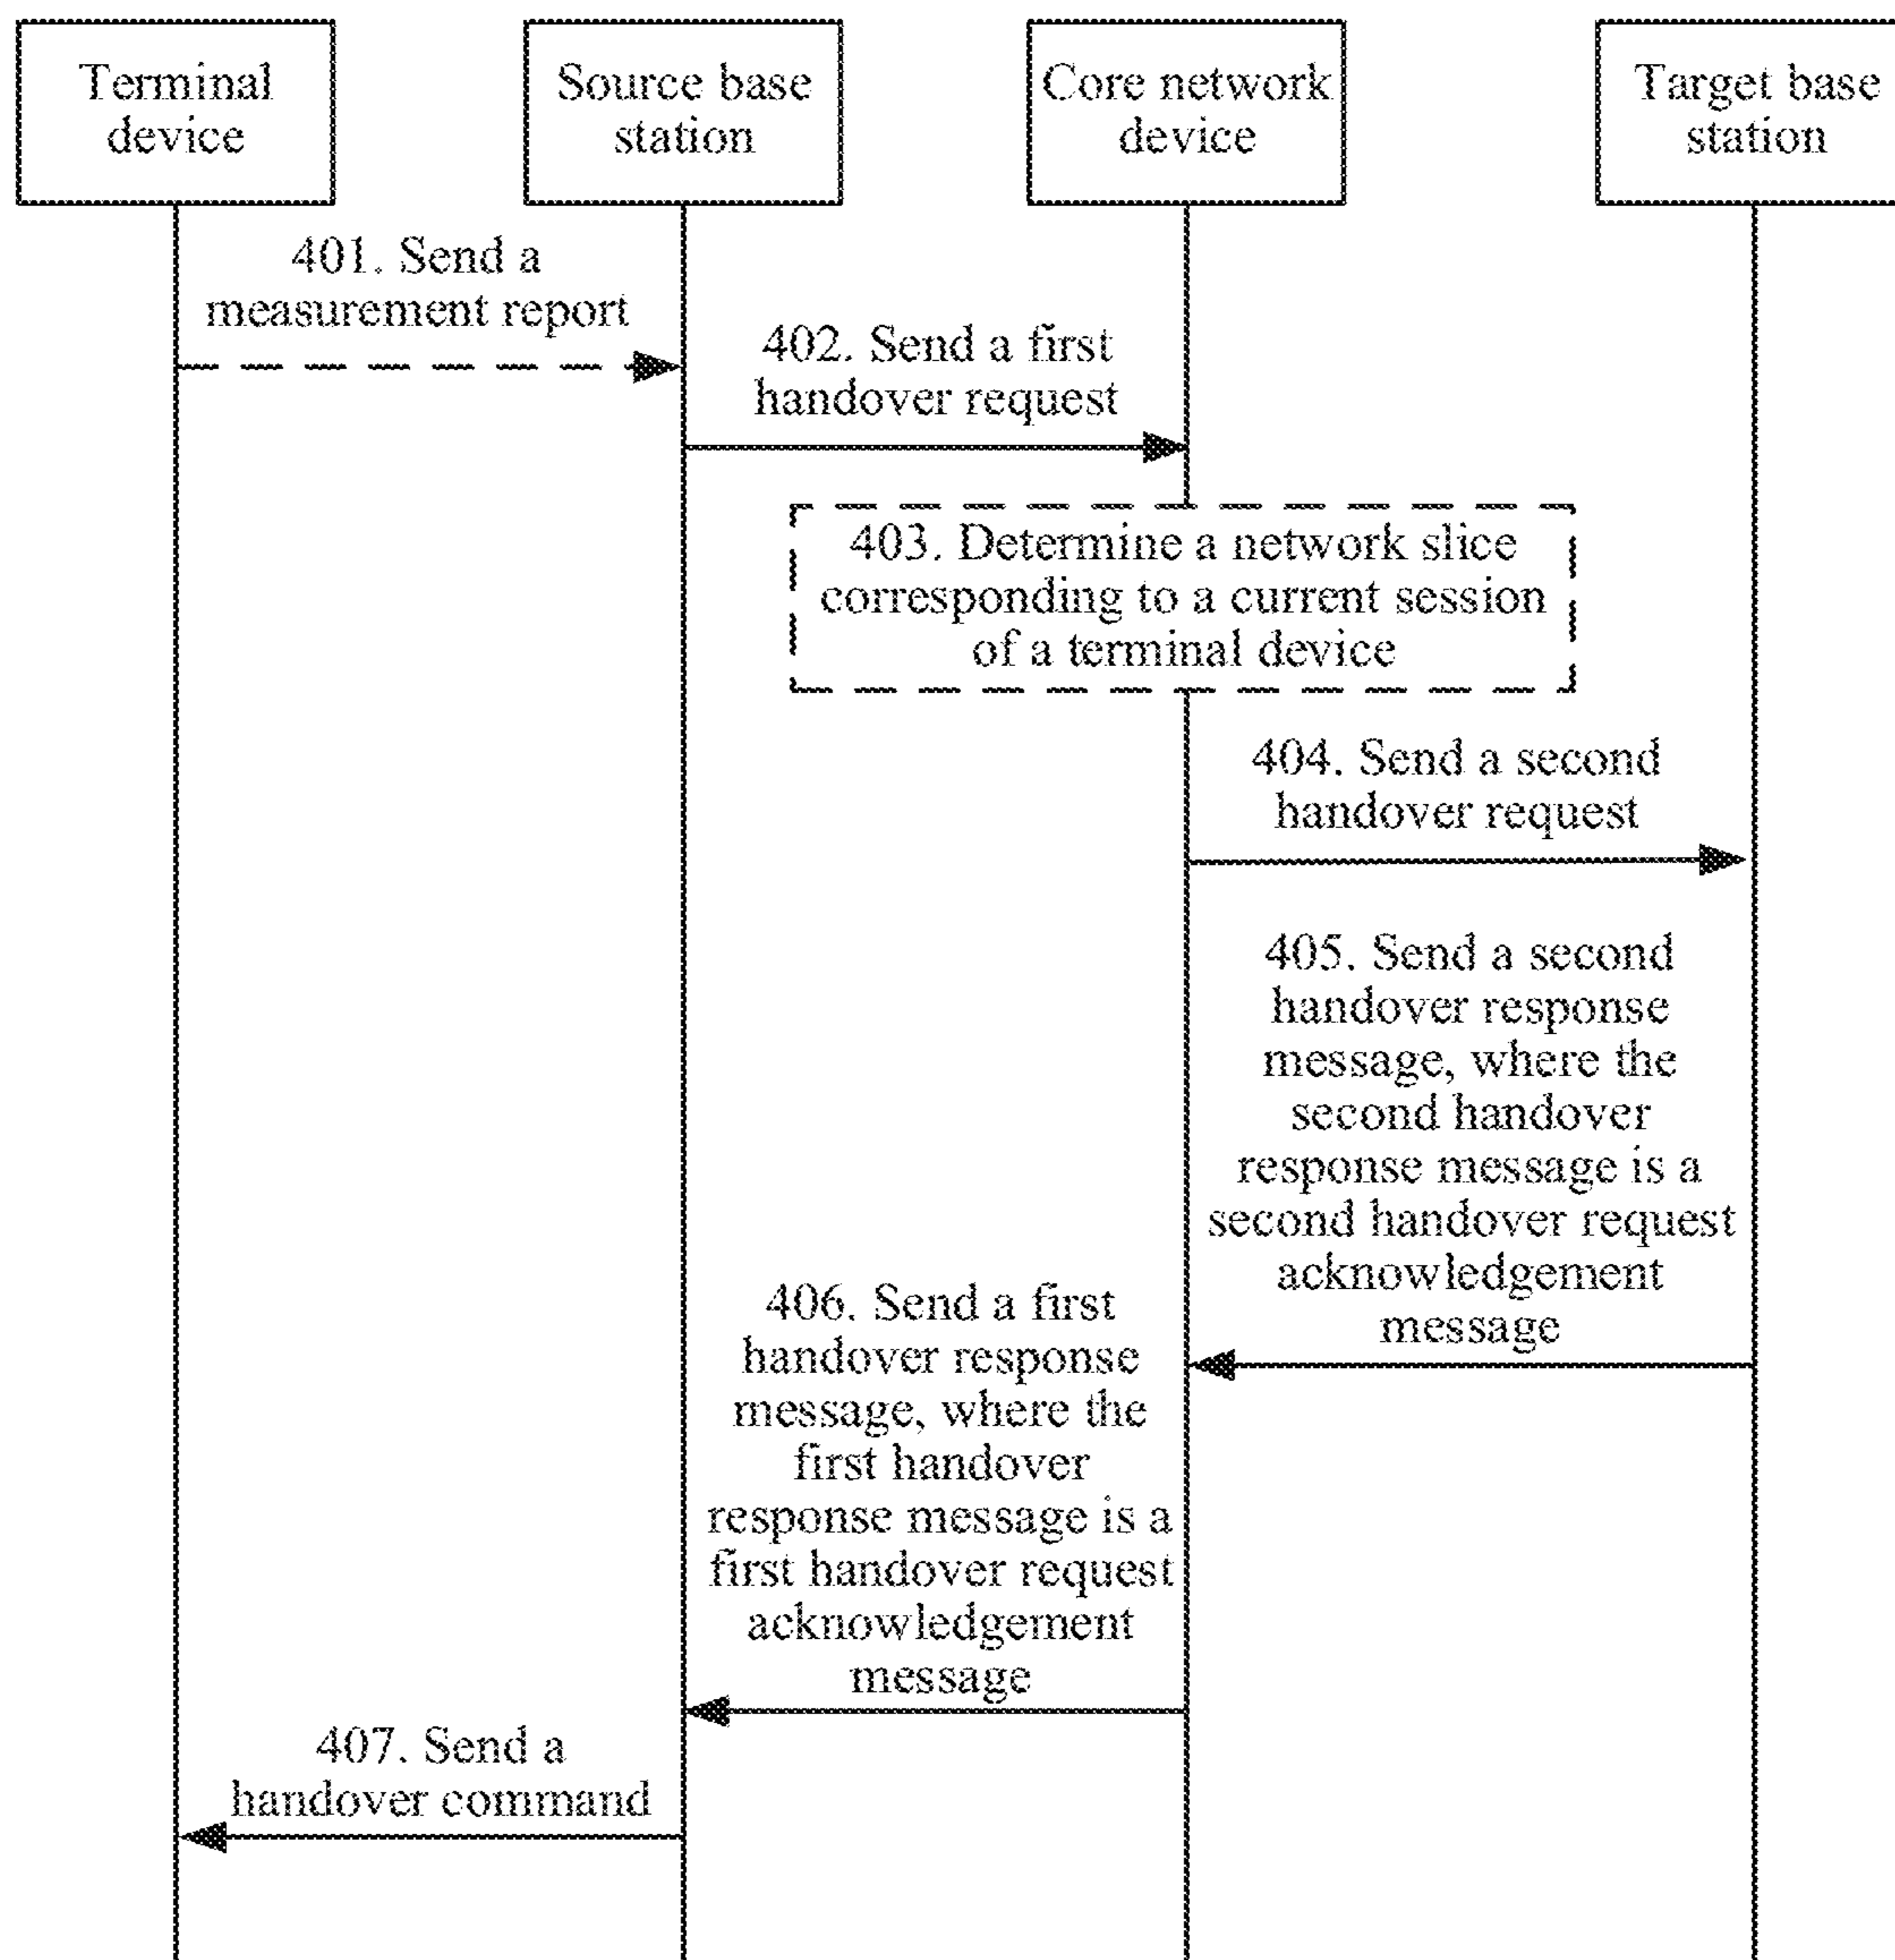 Terminal
device
Source base
station
Core network
device
Target base
station
401. Send a
measurement report
402. Send a first
handover request
403. Determine a network slice
corresponding to a current session
of a terminal device
404. Send a second
handover request
405. Send a second
handover response
message, where the
second handover
response message is a
second handover request
acknowledgement
message
406. Send a first
handover response
message, where the
first handover
response message is a
first handover request
acknowledgement
message
407. Send a
handover command